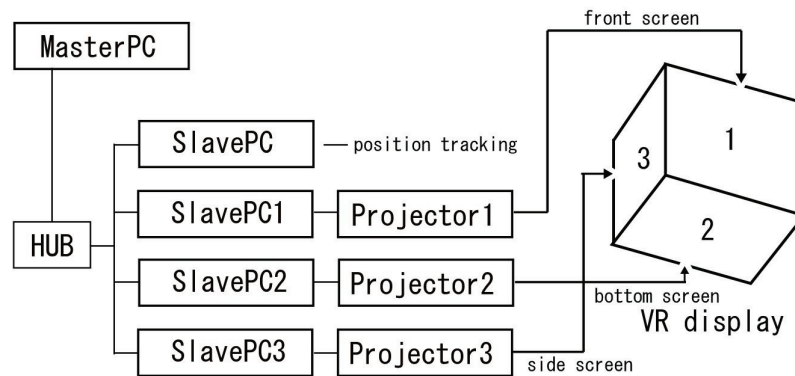 front screen
MasterPC
SlavePC
position tracking
1
3
SlavePC1
Projector1
2
HUB
SlavePC2
Projector2
bottom screen
VR display
SlavePC3
Projector3
side screen